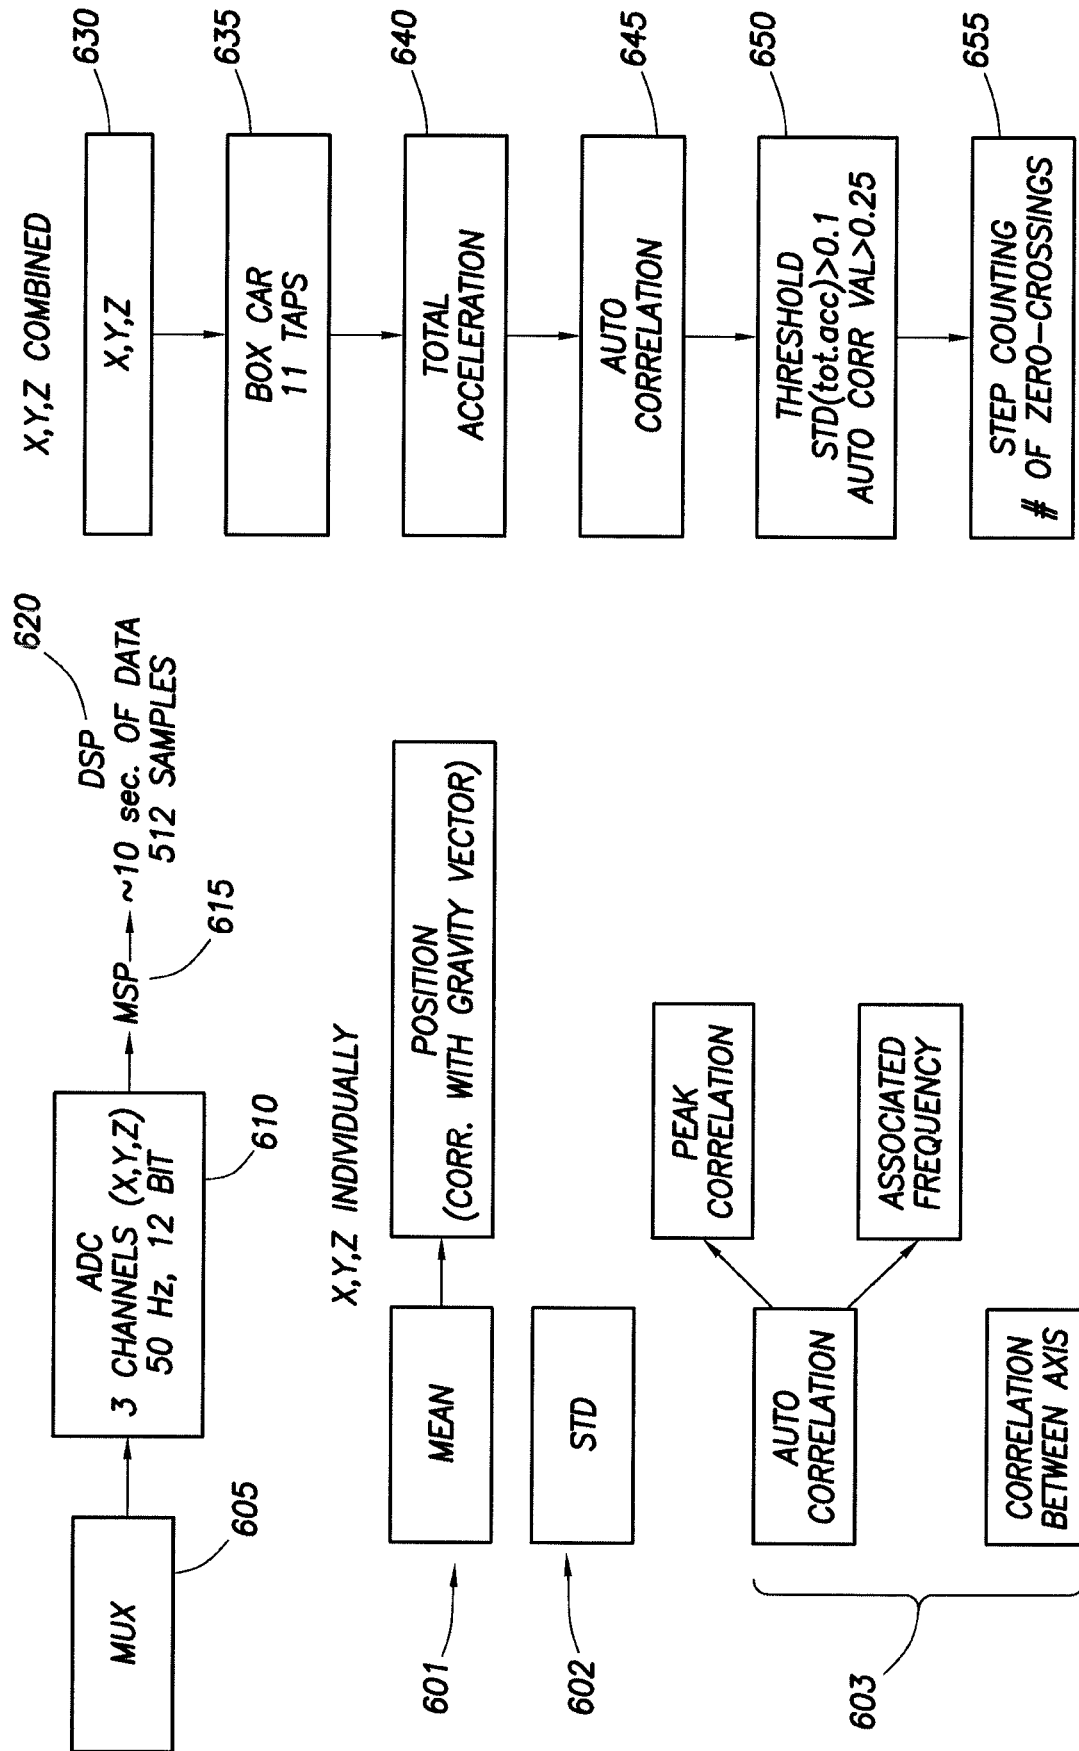 MUX
605
ADC
3 CHANNELS (X,Y,Z)
50 Hz, 12 BIT
610
MSP
615
DSP
620
~10 sec. OF DATA
512 SAMPLES
X,Y,Z INDIVIDUALLY
601
MEAN
POSITION
(CORR. WITH GRAVITY VECTOR)
602
STD
603
AUTO
CORRELATION
PEAK
CORRELATION
ASSOCIATED
FREQUENCY
CORRELATION
BETWEEN AXIS
X,Y,Z COMBINED
X,Y,Z
630
BOX CAR
11 TAPS
635
TOTAL
ACCELERATION
640
AUTO
CORRELATION
645
THRESHOLD
STD(tot.acc)>0.1
AUTO CORR VAL>0.25
650
STEP COUNTING
# OF ZERO-CROSSINGS
655